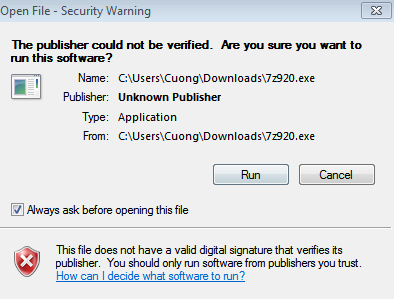 Open File - Security Warning
The publisher could not be verified. Are you sure you want to
run this software?
Name: C:\Users\Cuong\Downloads\7z920.exe
Publisher: Unknown Publisher
Type: Application
From: C:\Users\Cuong\Downloads\7z920.exe
Run Cancel
Always ask before opening this file
This file does not have a valid digital signature that verifies its
publisher. You should only run software from publishers you trust.
How can I decide what software to run?